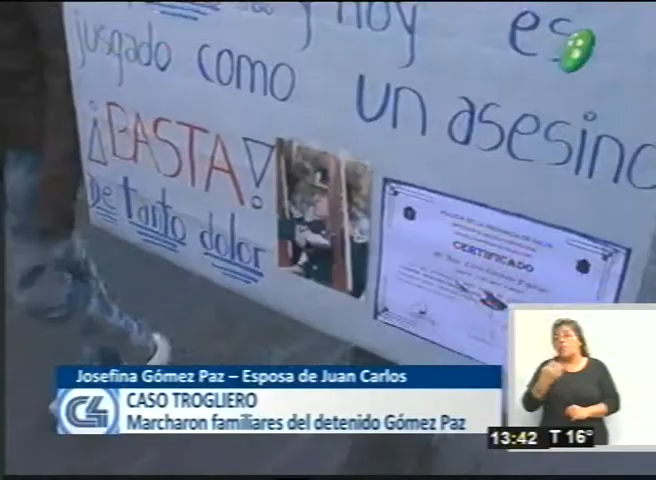 y hoy es
juzgado como un asesino
¡BASTA!
De tanto dolor
CERTIFICADO
Josefina Gómez Paz – Esposa de Juan Carlos
C4
CASO TROGLIERO
Marcharon familiares del detenido Gómez Paz
13:42 T 16°